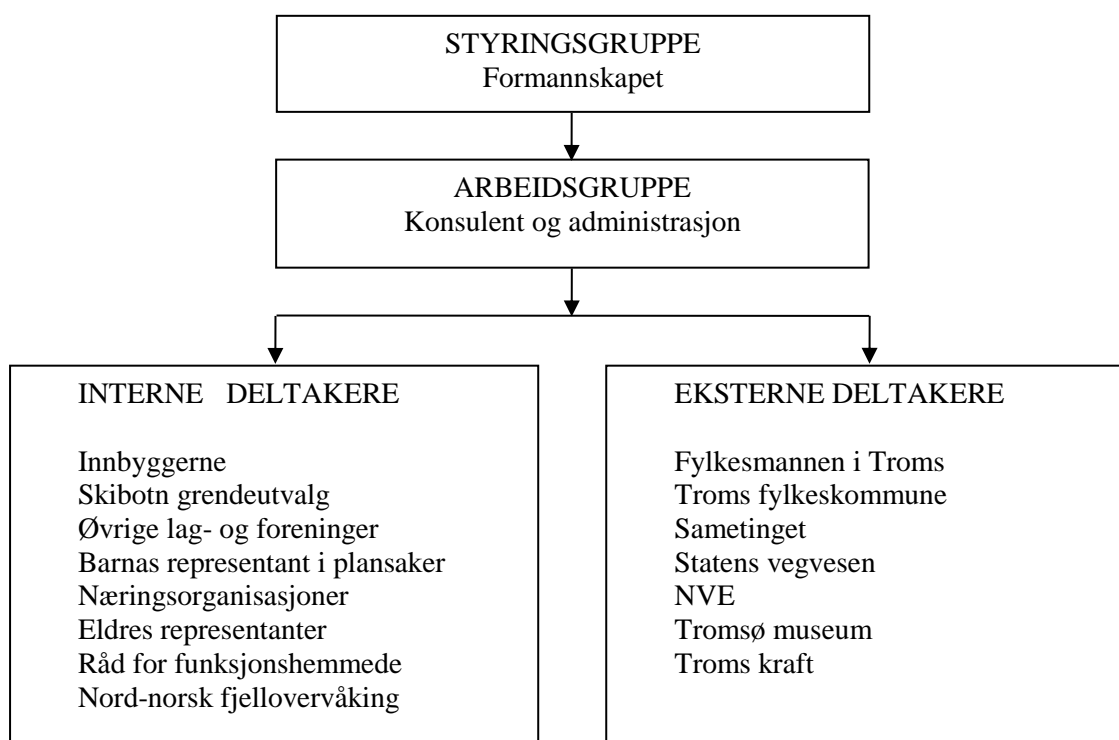 STYRINGSGRUPPE
Formannskapet
ARBEIDSGRUPPE
Konsulent og administrasjon
INTERNE DELTAKERE
Innbyggerne
Skibotn grendeutvalg
Øvrige lag- og foreninger
Barnas representant i plansaker
Næringsorganisasjoner
Eldres representanter
Råd for funksjonshemmede
Nord-norsk fjellovervåking
EKSTERNE DELTAKERE
Fylkesmannen i Troms
Troms fylkeskommune
Sametinget
Statens vegvesen
NVE
Tromsø museum
Troms kraft